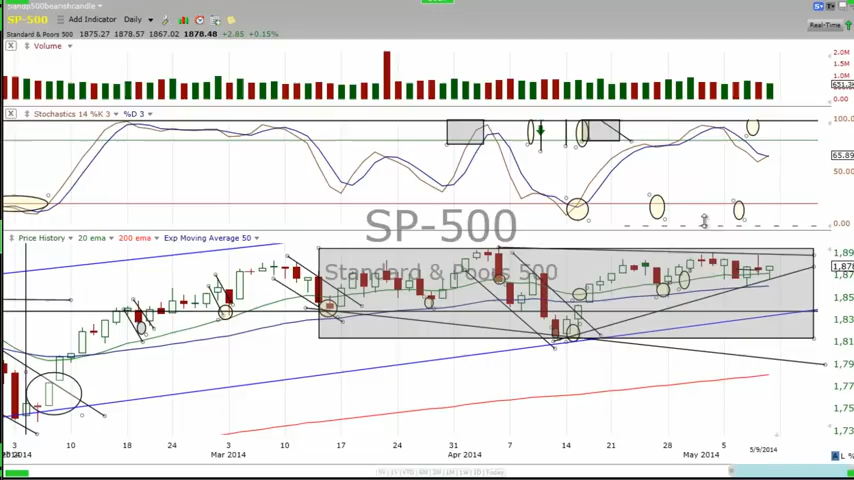 pandp500bearishcandle
SP-500 Add Indicator Daily
Real-Time
Standard & Poors 500 1875.27 1878.57 1867.02 1878.48 +2.85 +0.15%
Volume
2.0M
1.5M
1.0M
Stochastics 14 %K 3 %D 3
100.0
65.89
50.00
0.00
SP-500
Standard & Poors 500
Price History 20 ema 200 ema Exp Moving Average 50
1,89
1,878
1,87
1,85
1,83
1,81
1,79
1,77
1,75
1,73
3 10 18 24 3 10 17 24 31 7 14 21 28 5 5/9/2014
2014 Mar 2014 Apr 2014 May 2014
L %
Today